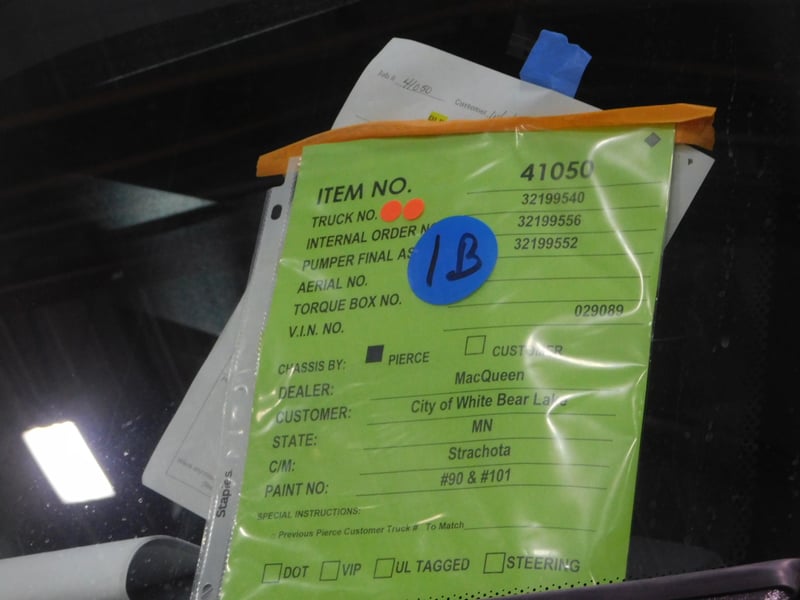 41050
Customer
ITEM NO. 41050
TRUCK NO. 32199540
INTERNAL ORDER N 32199556
PUMPER FINAL AS 32199552
1B
AERIAL NO.
TORQUE BOX NO.
V.I.N. NO. 029089
CHASSIS BY: PIERCE CUSTOMER
DEALER: MacQueen
CUSTOMER: City of White Bear Lake
STATE: MN
C/M: Strachota
PAINT NO: #90 & #101
SPECIAL INSTRUCTIONS:
Previous Pierce Customer Truck # To Match
DOT VIP UL TAGGED STEERING
Staples